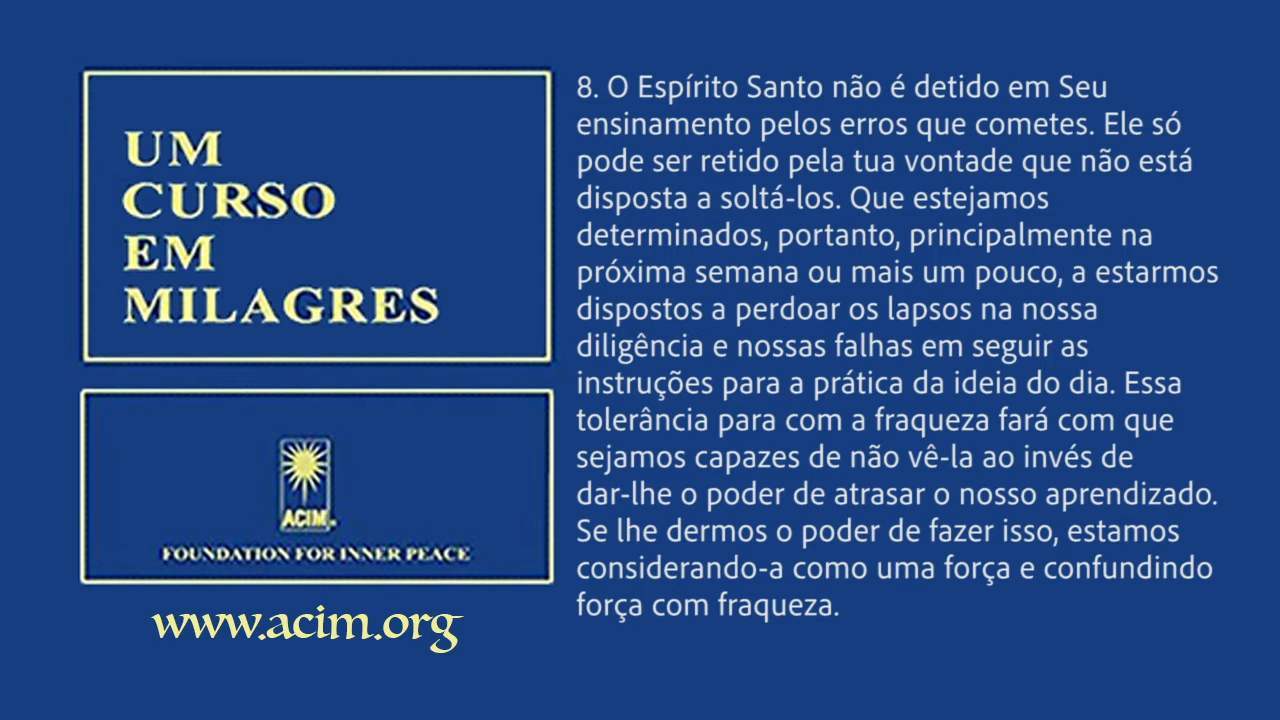 UM
CURSO
EM
MILAGRES
ACIM
FOUNDATION FOR INNER PEACE
www.acim.org
8. O Espírito Santo não é detido em Seu
ensinamento pelos erros que cometes. Ele só
pode ser retido pela tua vontade que não está
disposta a soltá-los. Que estejamos
determinados, portanto, principalmente na
próxima semana ou mais um pouco, a estarmos
dispostos a perdoar os lapsos na nossa
diligência e nossas falhas em seguir as
instruções para a prática da ideia do dia. Essa
tolerância para com a fraqueza fará com que
sejamos capazes de não vê-la ao invés de
dar-lhe o poder de atrasar o nosso aprendizado.
Se lhe dermos o poder de fazer isso, estamos
considerando-a como uma força e confundindo
força com fraqueza.